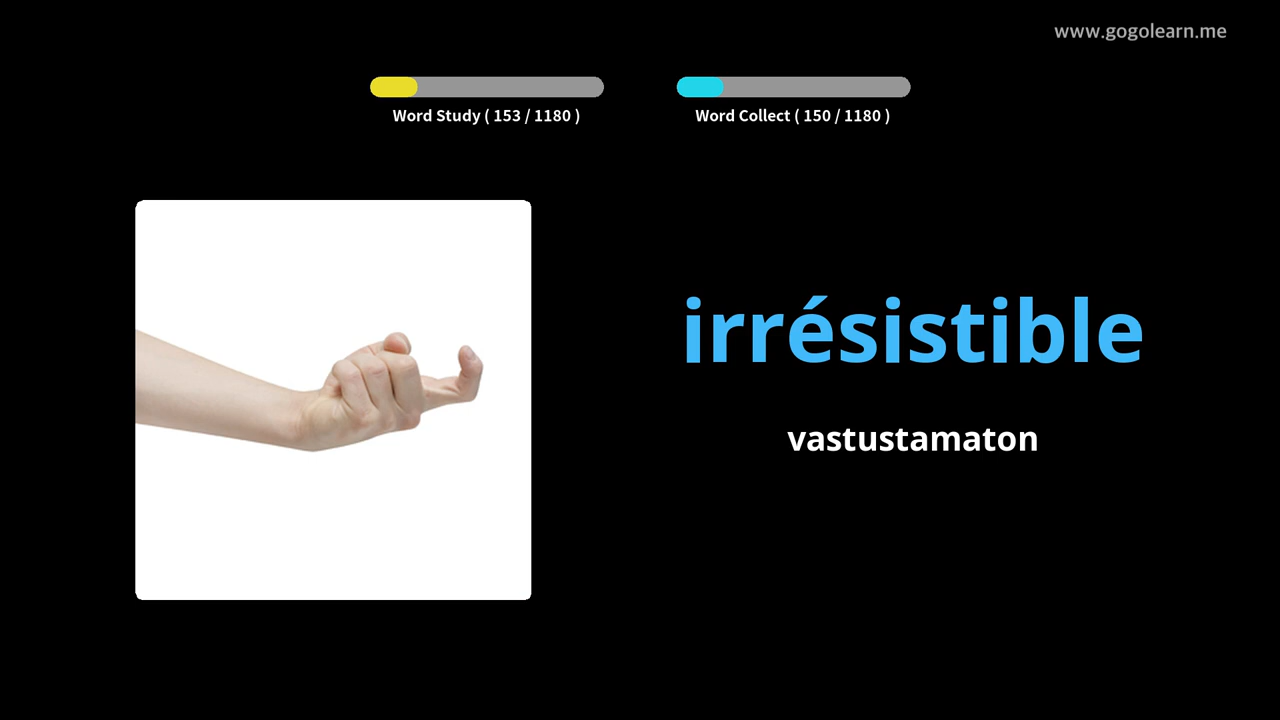 www.gogolearn.me
Word Study ( 153 / 1180 )
Word Collect ( 150 / 1180 )
irrésistible
vastustamaton